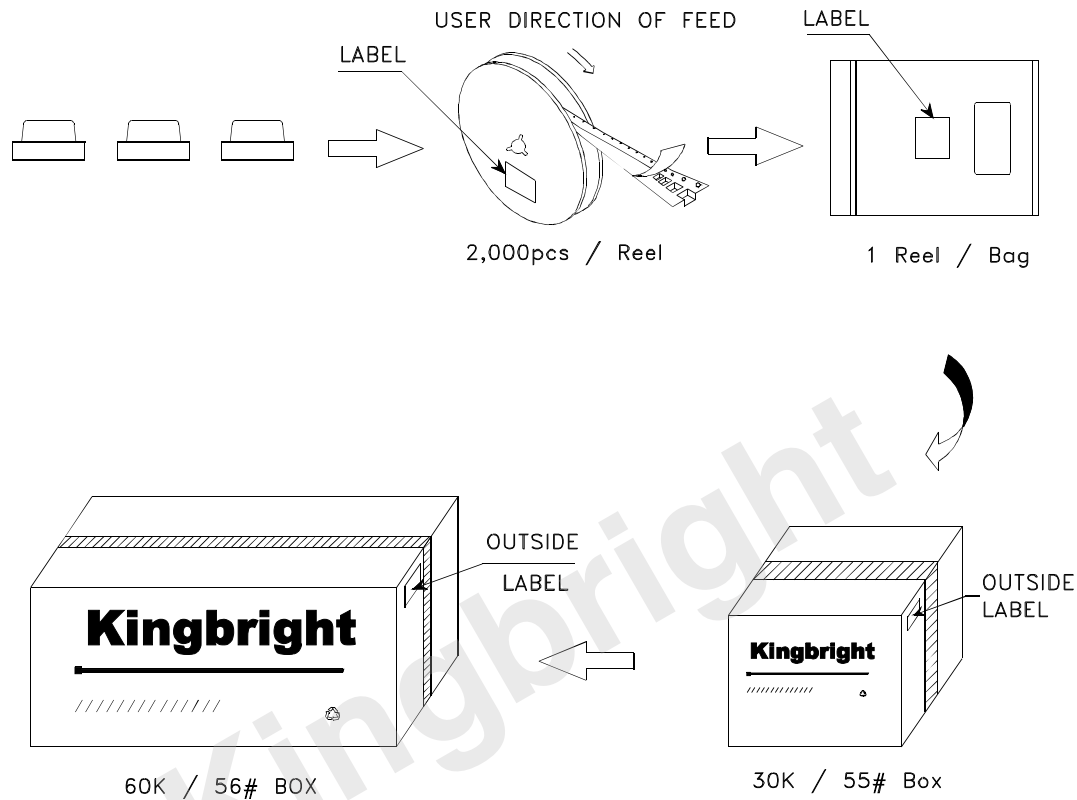 USER DIRECTION OF FEED
LABEL
LABEL
2,000pcs / Reel
1 Reel / Bag
OUTSIDE
LABEL
OUTSIDE
LABEL
Kingbright
Kingbright
60K / 56# BOX
30K / 55# Box
Kingbright